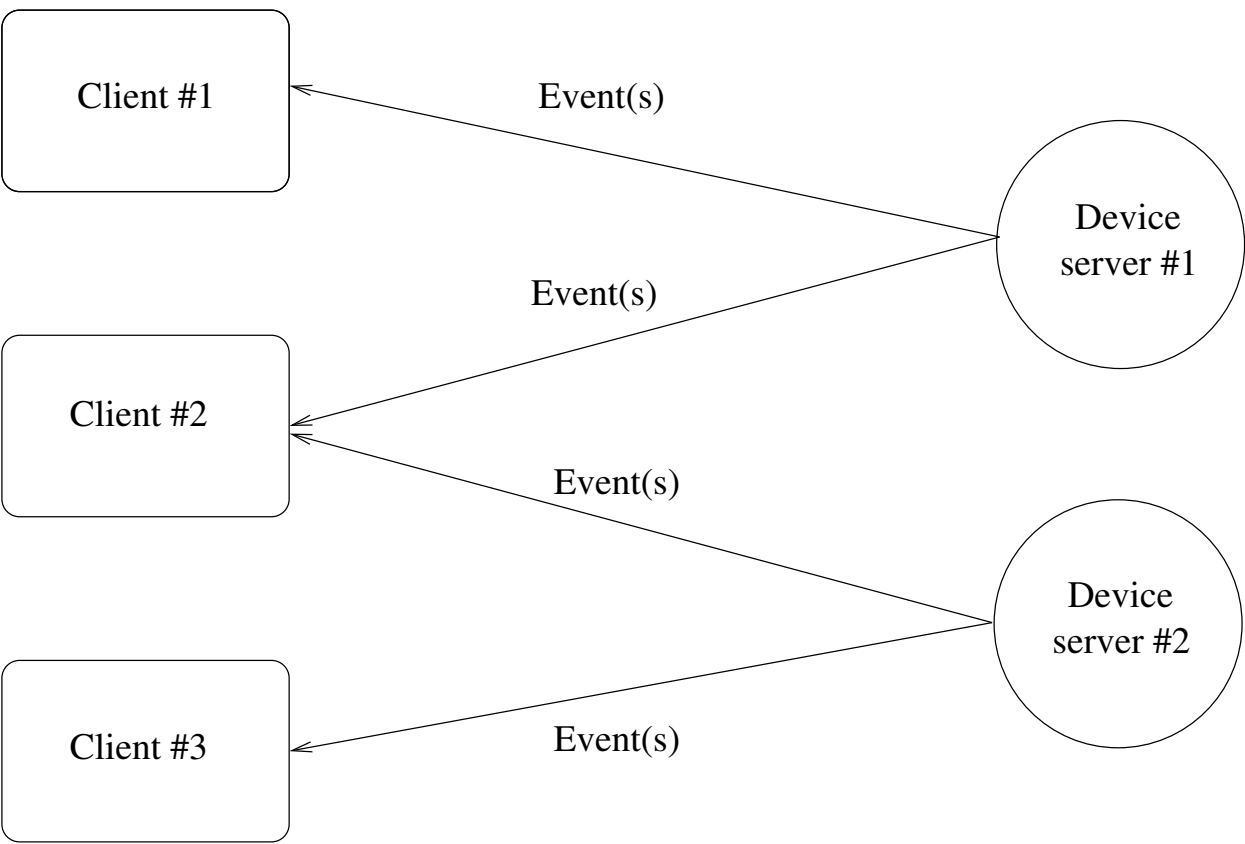 Client #1
Event(s)
Device
server #1
Event(s)
Client #2
Event(s)
Device
server #2
Client #3
Event(s)